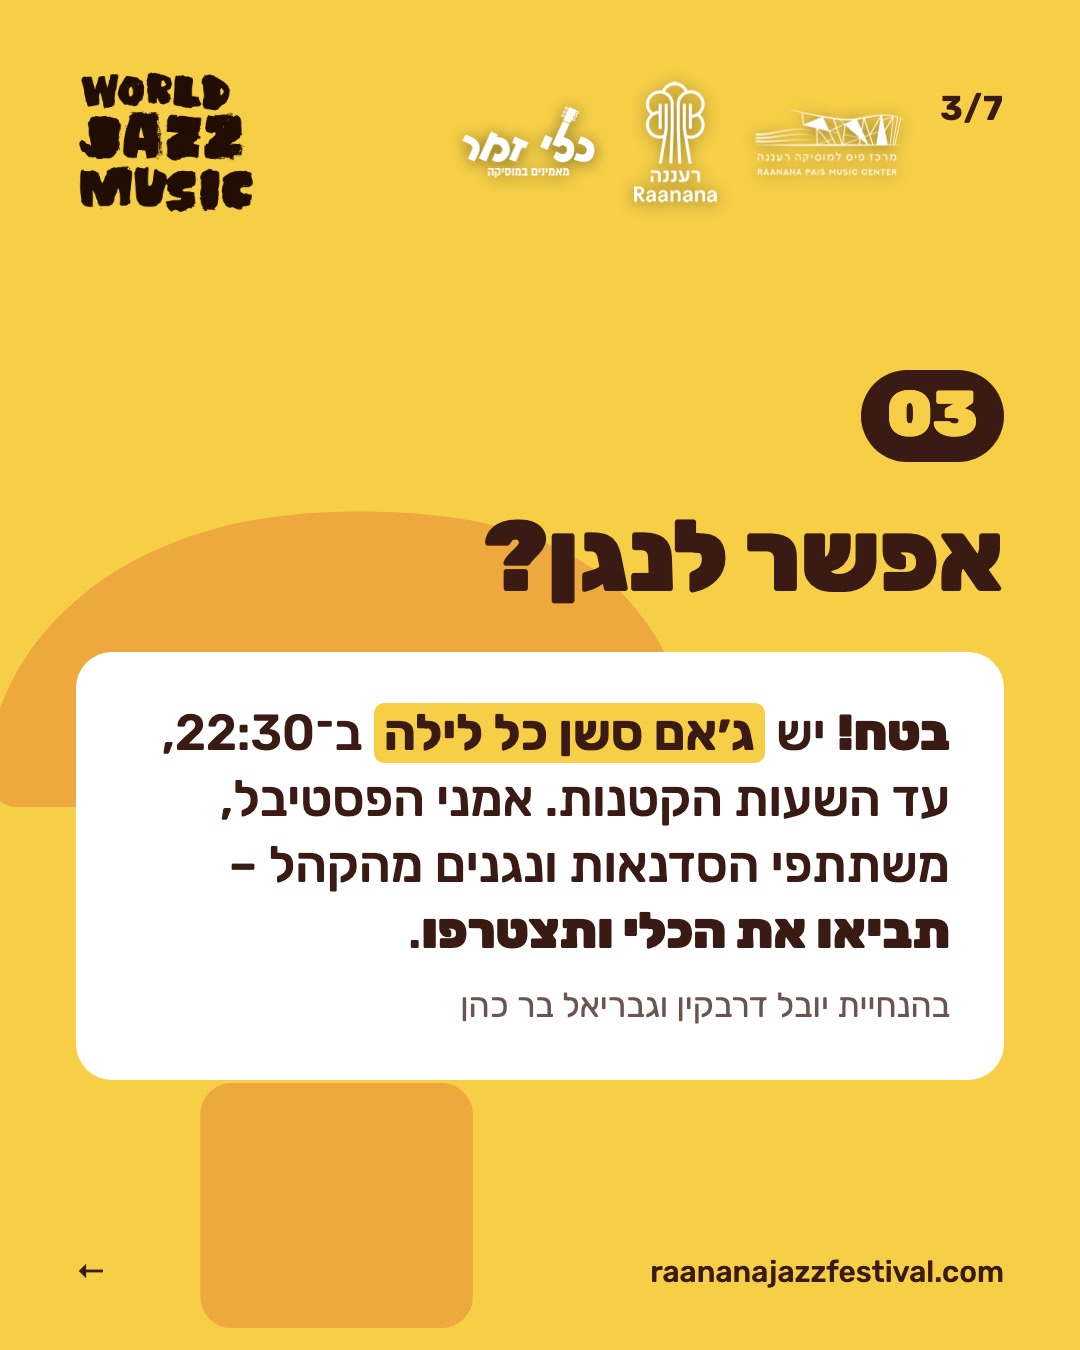 WORLD
JAZZ
MUSIC
כלי זמר
מאמינים במוסיקה
רעננה
Raanana
מרכז פיס למוסיקה רעננה
RAANANA PAIS MUSIC CENTER
3/7
03
אפשר לנגן?
בטח! יש ג׳אם סשן כל לילה ב־22:30,
עד השעות הקטנות. אמני הפסטיבל,
משתתפי הסדנאות ונגנים מהקהל –
תביאו את הכלי ותצטרפו.
בהנחיית יובל דרבקין וגבריאל בר כהן
←
raananajazzfestival.com